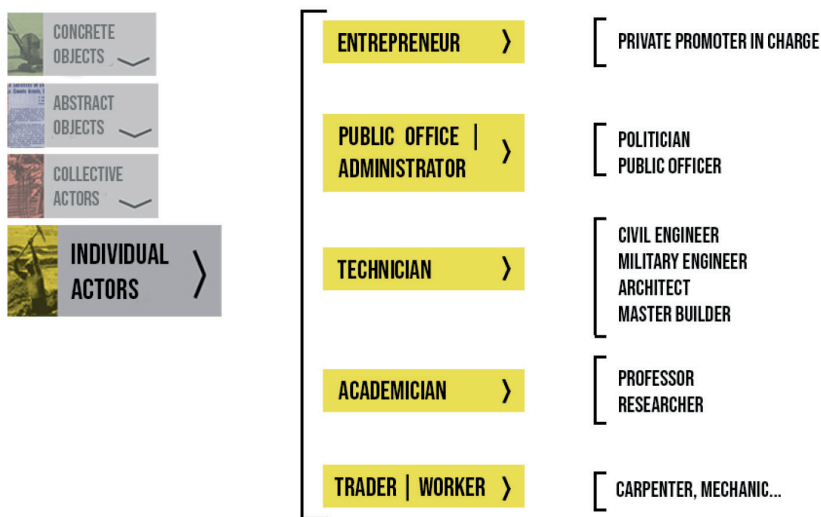 CONCRETE
OBJECTS
ABSTRACT
OBJECTS
COLLECTIVE
ACTORS
INDIVIDUAL
ACTORS
ENTREPRENEUR
PRIVATE PROMOTER IN CHARGE
PUBLIC OFFICE |
ADMINISTRATOR
POLITICIAN
PUBLIC OFFICER
TECHNICIAN
CIVIL ENGINEER
MILITARY ENGINEER
ARCHITECT
MASTER BUILDER
ACADEMICIAN
PROFESSOR
RESEARCHER
TRADER | WORKER
CARPENTER, MECHANIC...